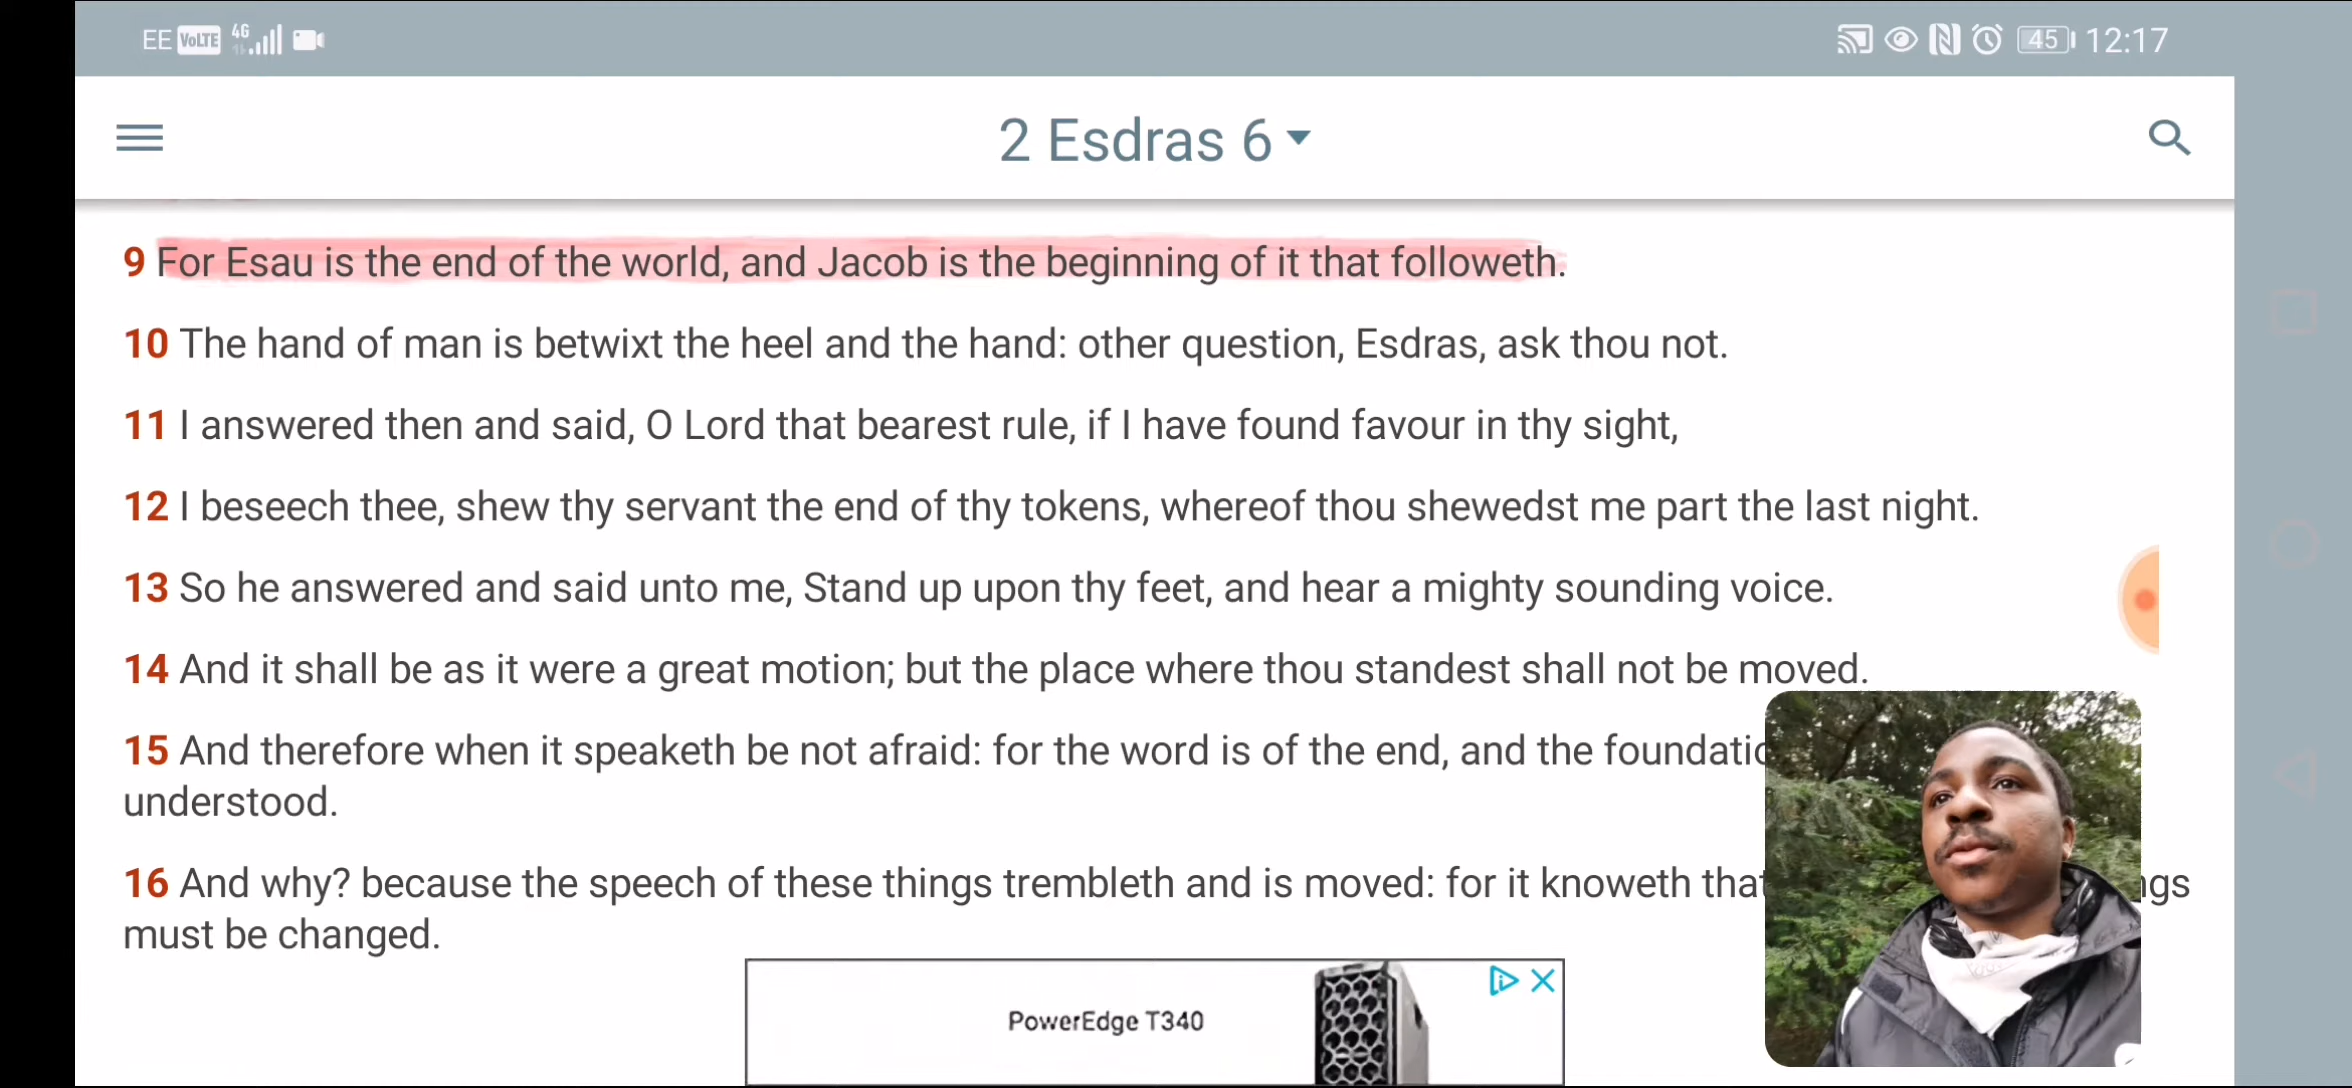 EE VoLTE 4G 45 12:17
2 Esdras 6
9 For Esau is the end of the world, and Jacob is the beginning of it that followeth.
10 The hand of man is betwixt the heel and the hand: other question, Esdras, ask thou not.
11 I answered then and said, O Lord that bearest rule, if I have found favour in thy sight,
12 I beseech thee, shew thy servant the end of thy tokens, whereof thou shewedst me part the last night.
13 So he answered and said unto me, Stand up upon thy feet, and hear a mighty sounding voice.
14 And it shall be as it were a great motion; but the place where thou standest shall not be moved.
15 And therefore when it speaketh be not afraid: for the word is of the end, and the
understood.
16 And why? because the speech of these things trembleth and is moved: for it knoweth
must be changed.
PowerEdge T340